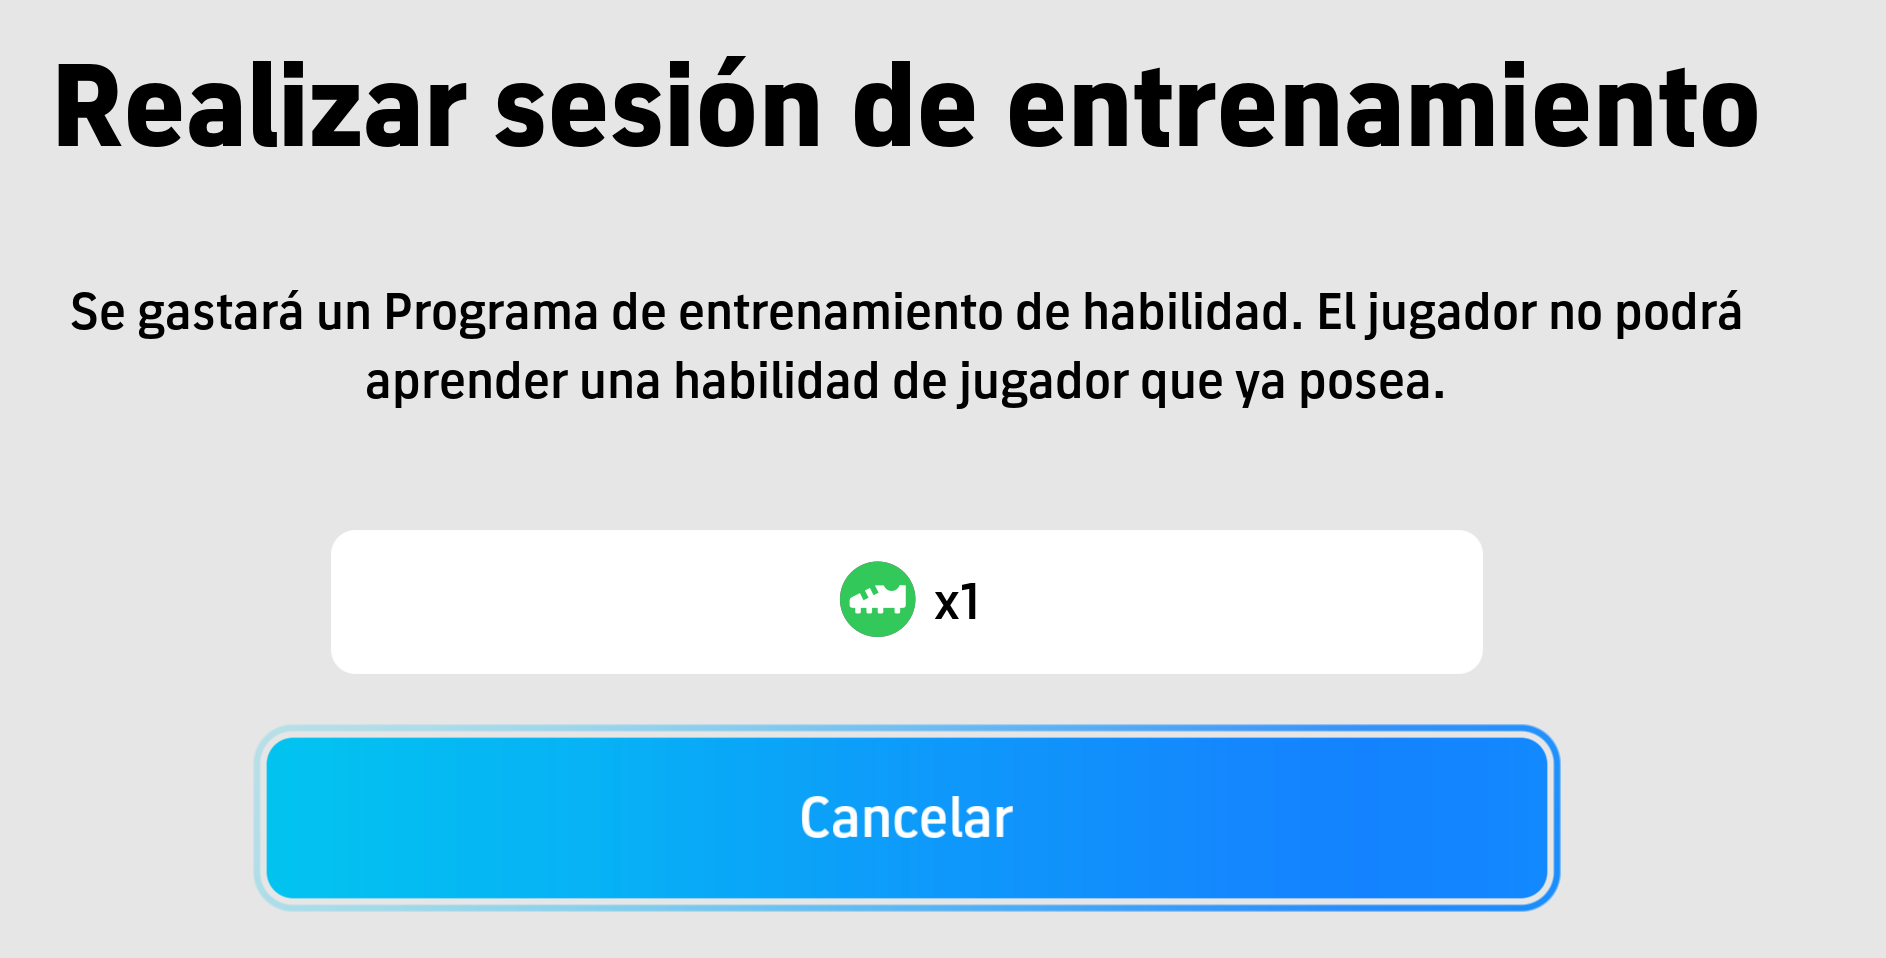 Realizar sesión de entrenamiento
Se gastará un Programa de entrenamiento de habilidad. El jugador no podrá
aprender una habilidad de jugador que ya posea.
x1
Cancelar